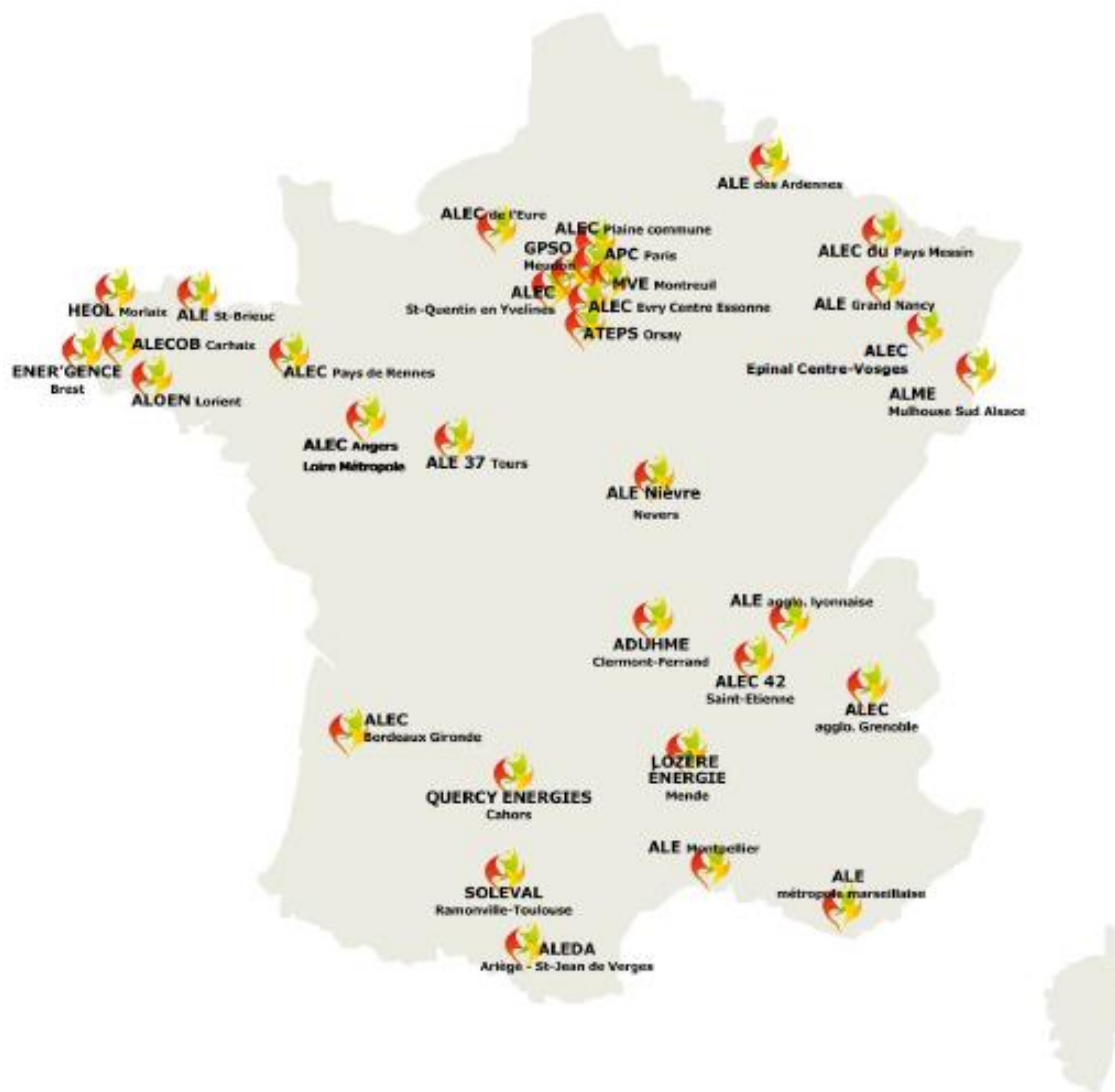 ALE des Ardennes
ALEC de l'Eure
ALEC Plaine commune
GPSO
Meudon
APC Paris
ALEC du Pays Messin
MVE Montreuil
ALEC
St-Quentin en Yvelines
ALEC Evry Centre Essonne
ATEPS Orsay
ALE Grand Nancy
HEOL Morlaix
ALE St-Brieuc
ALECOB Carhaix
ENER'GENCE
Brest
ALOEN Lorient
ALEC Pays de Rennes
ALEC
Epinal Centre-Vosges
ALME
Mulhouse Sud Alsace
ALEC Angers
Loire Métropole
ALE 37 Tours
ALE Nièvre
Nevers
ALE agglo. lyonnaise
ADUHME
Clermont-Ferrand
ALEC 42
Saint-Etienne
ALEC
agglo. Grenoble
ALEC
Bordeaux Gironde
LOZERE
ENERGIE
Mende
QUERCY ENERGIES
Cahors
ALE Montpellier
ALE
métropole marseillaise
SOLEVAL
Ramonville-Toulouse
ALEDA
Ariège - St-Jean de Verges